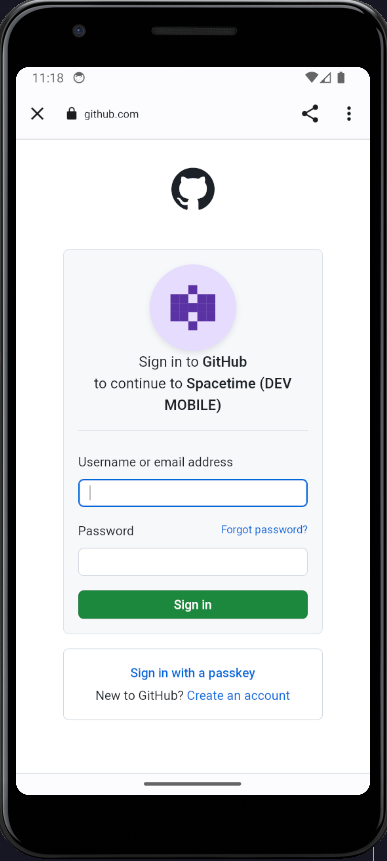 11:18
github.com
Sign in to GitHub
to continue to Spacetime (DEV
MOBILE)
Username or email address
Password
Forgot password?
Sign in
Sign in with a passkey
New to GitHub? Create an account